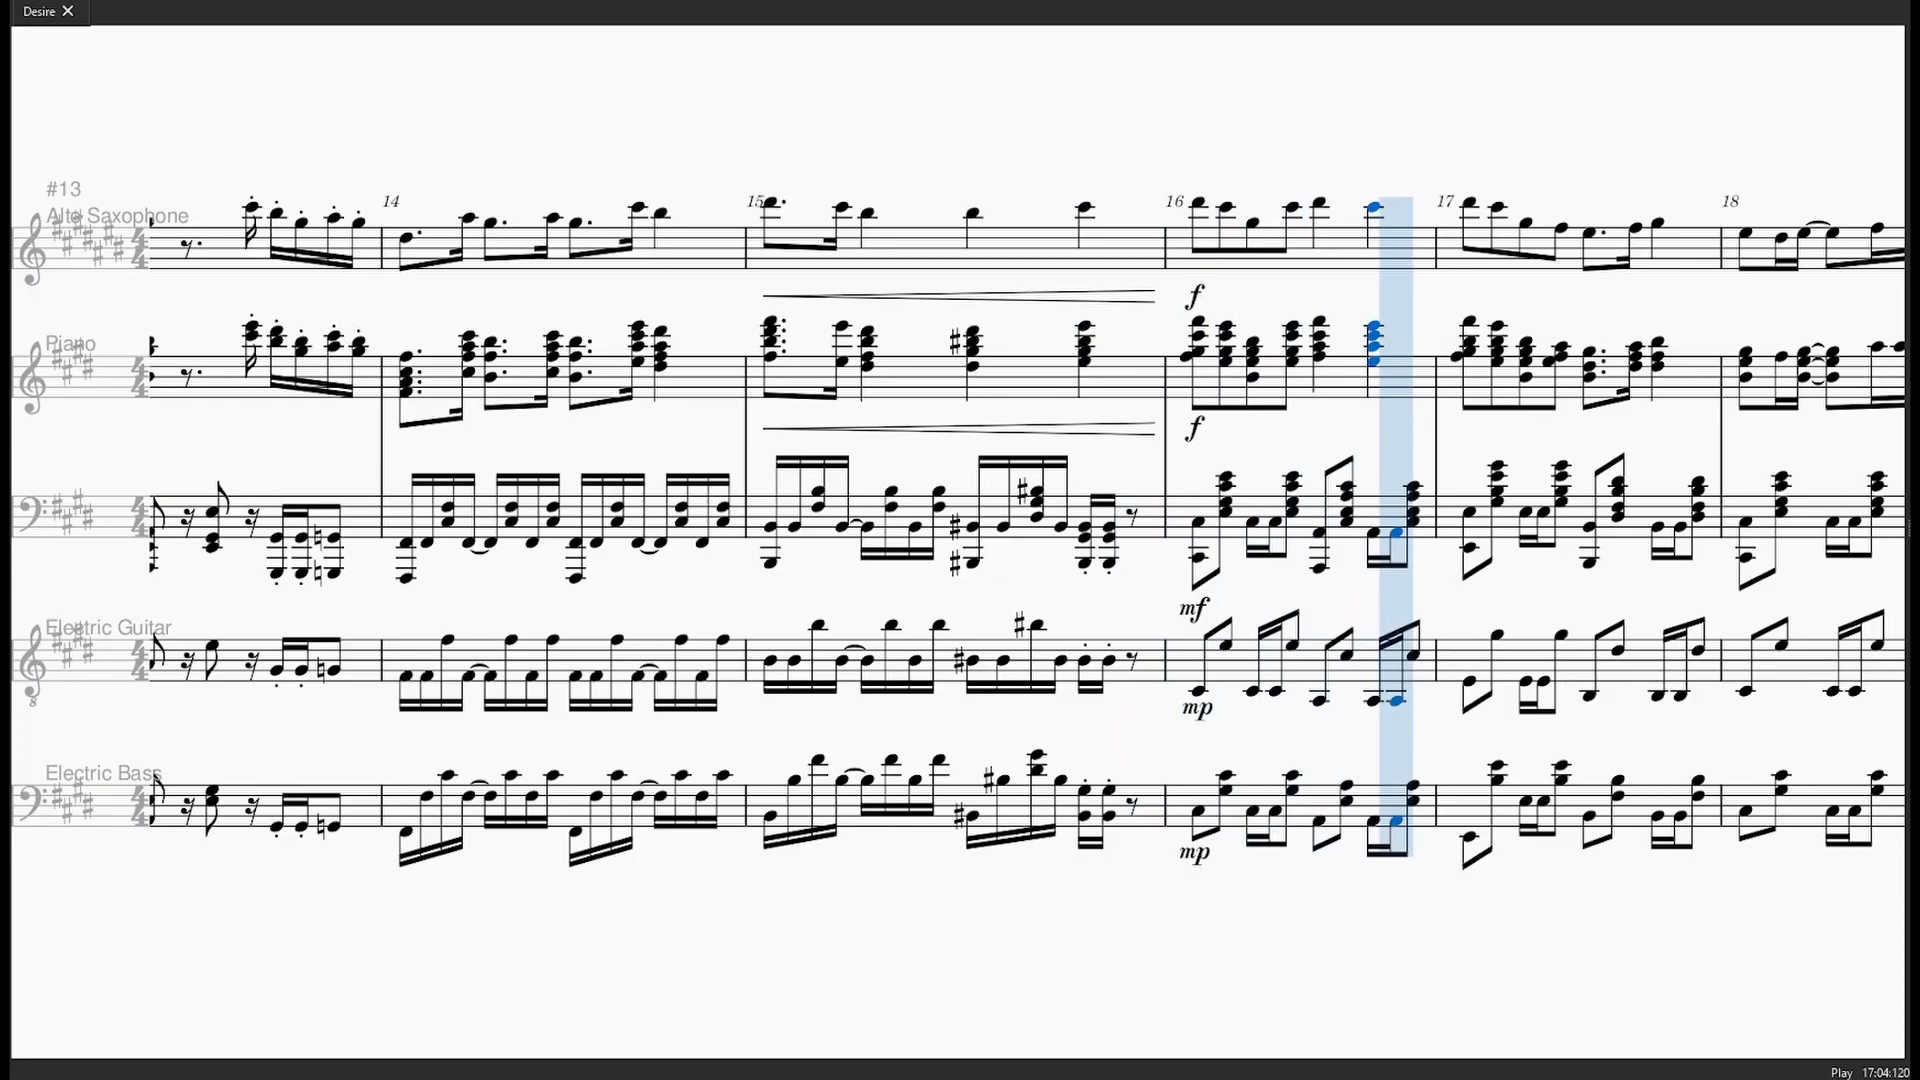 Desire
#13
Alto Saxophone
14
15
16
17
18
f
Piano
f
mf
Electric Guitar
8
mp
Electric Bass
mp
Play 17:04:120